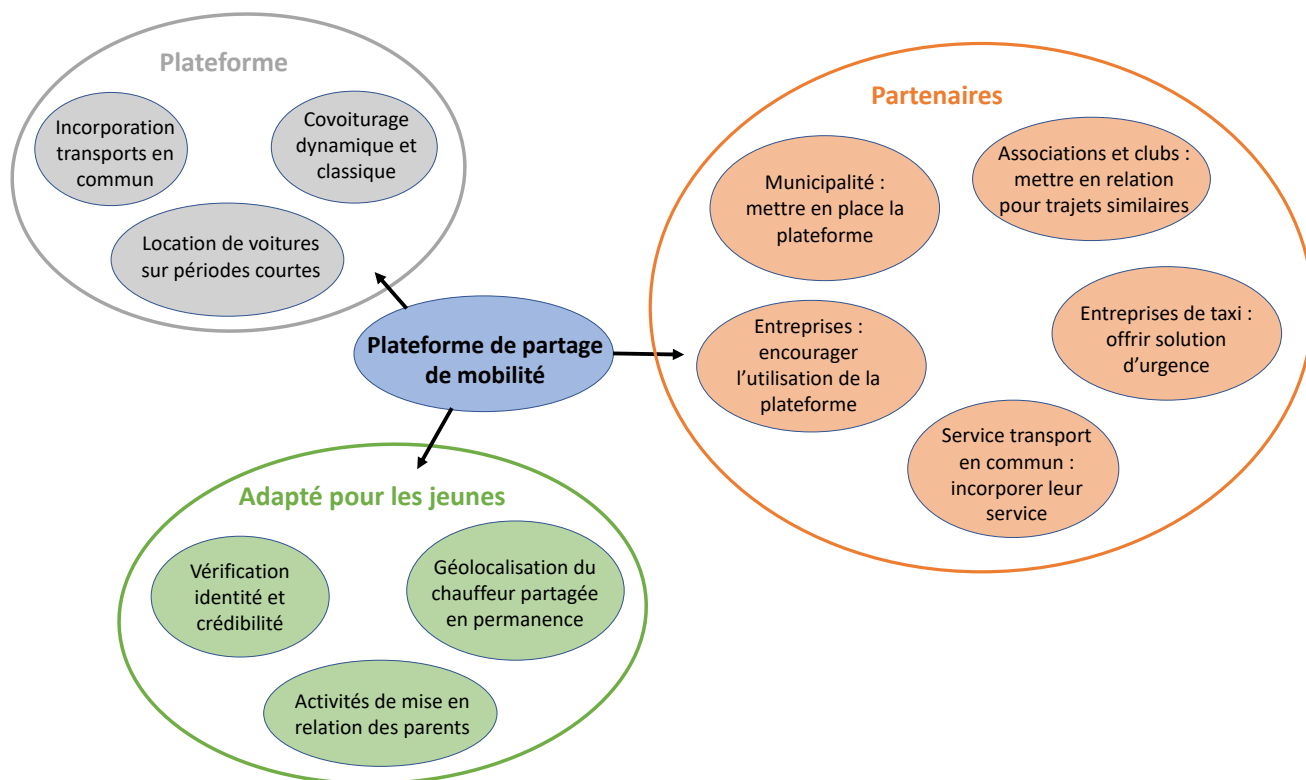 Plateforme
Incorporation
transports en
commun
Covoiturage
dynamique et
classique
Location de voitures
sur périodes courtes
Partenaires
Municipalité :
mettre en place la
plateforme
Associations et clubs :
mettre en relation
pour trajets similaires
Entreprises :
encourager
l’utilisation de la
plateforme
Entreprises de taxi :
offrir solution
d’urgence
Service transport
en commun :
incorporer leur
service
Plateforme de partage
de mobilité
Adapté pour les jeunes
Vérification
identité et
crédibilité
Géolocalisation du
chauffeur partagée
en permanence
Activités de mise en
relation des parents